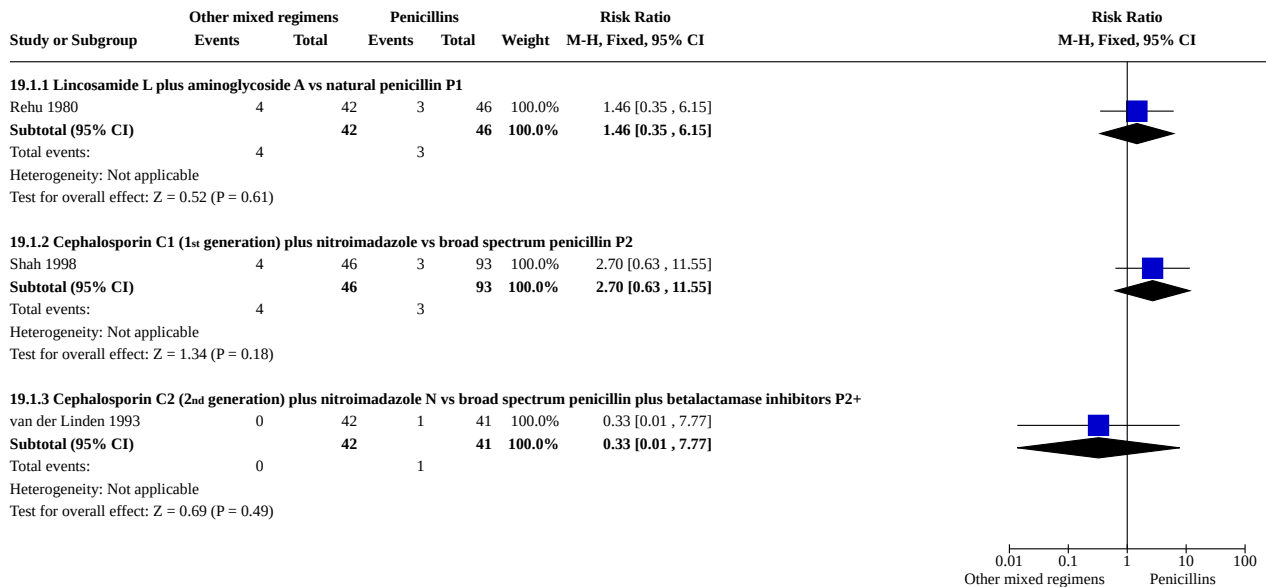 Other mixed regimens Penicillins Risk Ratio Risk Ratio
Study or Subgroup Events Total Events Total Weight M-H, Fixed, 95% CI M-H, Fixed, 95% CI
19.1.1 Lincosamide L plus aminoglycoside A vs natural penicillin P1
Rehu 1980 4 42 3 46 100.0% 1.46 [0.35 , 6.15]
Subtotal (95% CI) 42 46 100.0% 1.46 [0.35 , 6.15]
Total events: 4 3
Heterogeneity: Not applicable
Test for overall effect: Z = 0.52 (P = 0.61)
19.1.2 Cephalosporin C1 (1st generation) plus nitroimadazole vs broad spectrum penicillin P2
Shah 1998 4 46 3 93 100.0% 2.70 [0.63 , 11.55]
Subtotal (95% CI) 46 93 100.0% 2.70 [0.63 , 11.55]
Total events: 4 3
Heterogeneity: Not applicable
Test for overall effect: Z = 1.34 (P = 0.18)
19.1.3 Cephalosporin C2 (2nd generation) plus nitroimadazole N vs broad spectrum penicillin plus betalactamase inhibitors P2+
van der Linden 1993 0 42 1 41 100.0% 0.33 [0.01 , 7.77]
Subtotal (95% CI) 42 41 100.0% 0.33 [0.01 , 7.77]
Total events: 0 1
Heterogeneity: Not applicable
Test for overall effect: Z = 0.69 (P = 0.49)
0.01 0.1 1 10 100
Other mixed regimens Penicillins